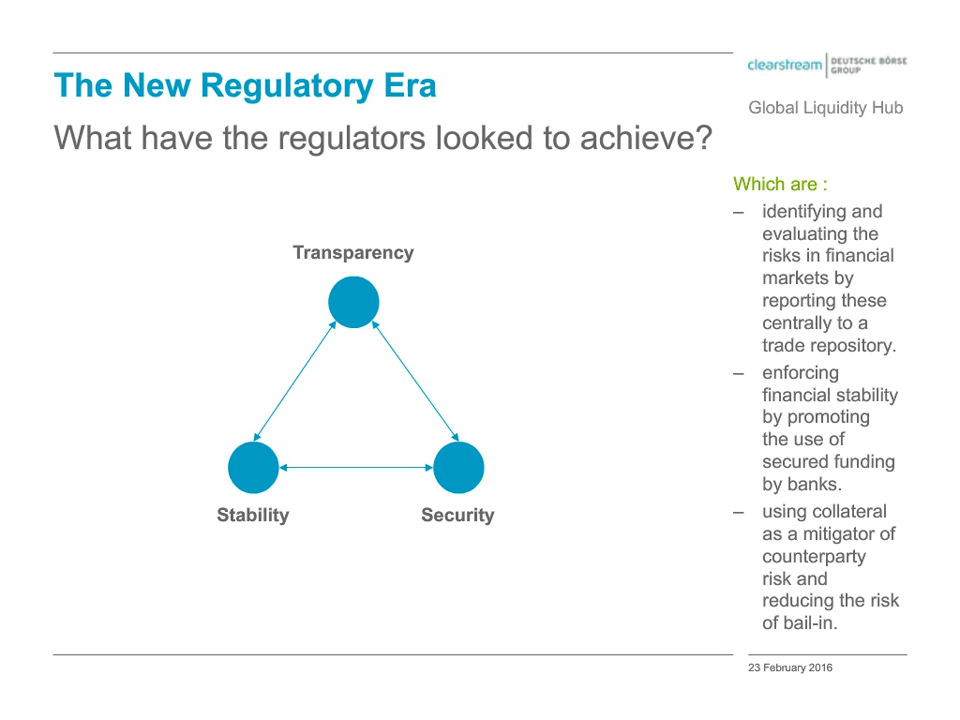 The New Regulatory Era
What have the regulators looked to achieve?
clearstream
DEUTSCHE BÖRSE
GROUP
Global Liquidity Hub
Transparency
Stability
Security
Which are :
– identifying and
evaluating the
risks in financial
markets by
reporting these
centrally to a
trade repository.
– enforcing
financial stability
by promoting
the use of
secured funding
by banks.
– using collateral
as a mitigator of
counterparty
risk and
reducing the risk
of bail-in.
23 February 2016